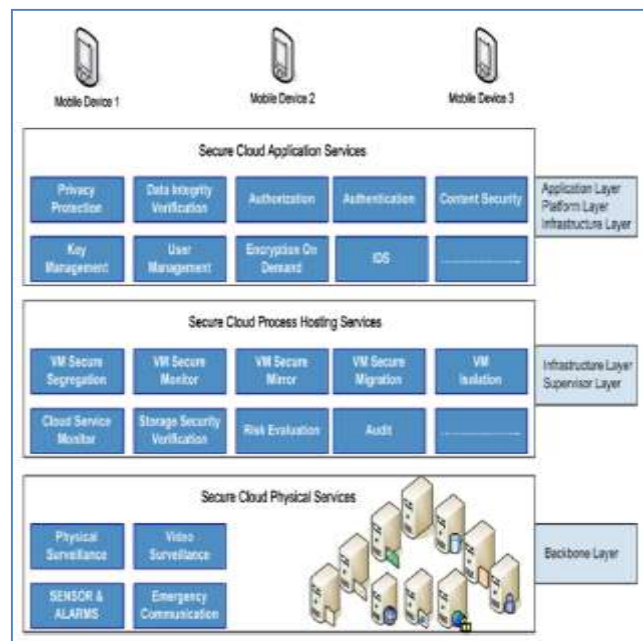 Mobile Device 1
Mobile Device 2
Mobile Device 3
Secure Cloud Application Services
Privacy Protection
Data Integrity Verification
Authorization
Authentication
Content Security
Key Management
User Management
Encryption On Demand
IDS
........................
Application Layer
Platform Layer
Infrastructure Layer
Secure Cloud Process Hosting Services
VM Secure Segregation
VM Secure Monitor
VM Secure Mirror
VM Secure Migration
VM Isolation
Cloud Service Monitor
Storage Security Verification
Risk Evaluation
Audit
........................
Infrastructure Layer
Supervisor Layer
Secure Cloud Physical Services
Physical Surveillance
Video Surveillance
SENSOR & ALARMS
Emergency Communication
Backbone Layer